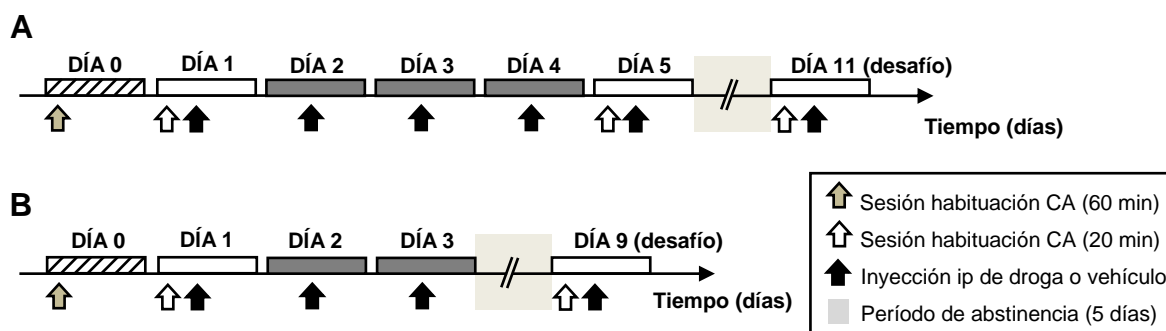 A
DÍA 0 DÍA 1 DÍA 2 DÍA 3 DÍA 4 DÍA 5 DÍA 11 (desafío)
//
Tiempo (días)
B
DÍA 0 DÍA 1 DÍA 2 DÍA 3 DÍA 9 (desafío)
//
Tiempo (días)
Sesión habituación CA (60 min)
Sesión habituación CA (20 min)
Inyección ip de droga o vehículo
Período de abstinencia (5 días)